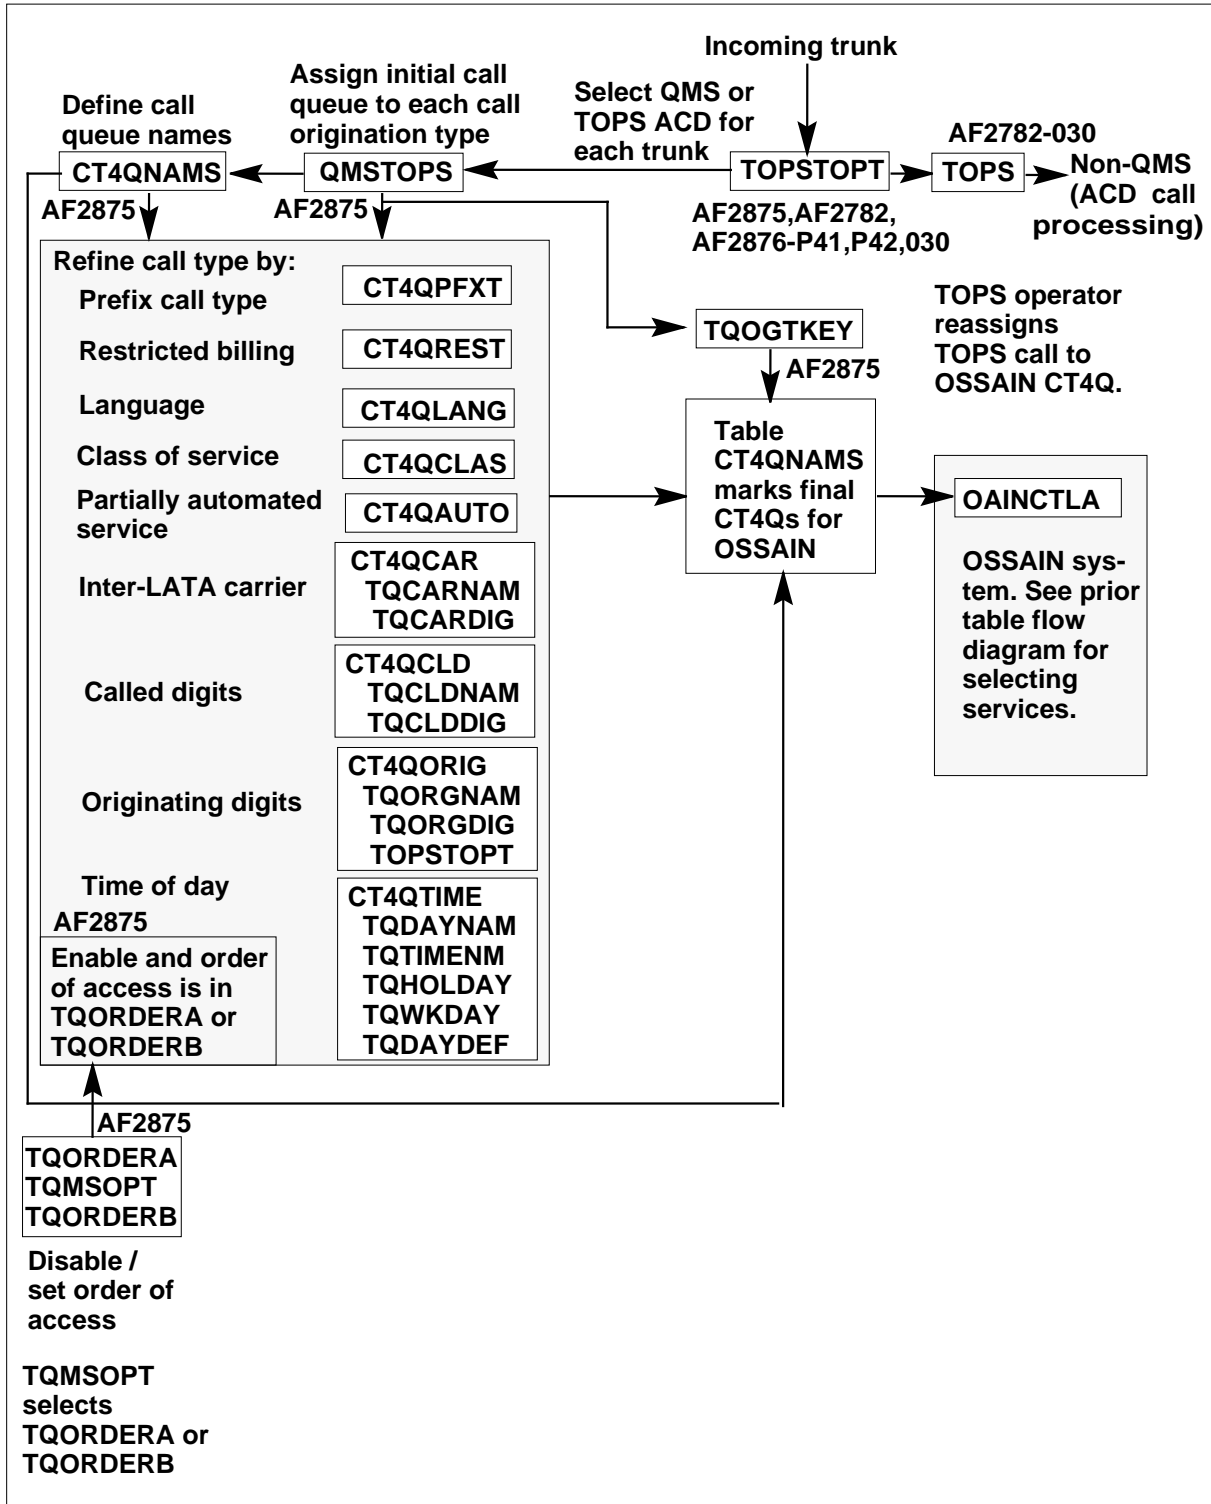 Incoming trunk
Assign initial call
queue to each call
origination type
Define call
queue names
Select QMS or
TOPS ACD for
each trunk
AF2782-030
CT4QNAMS
QMSTOPS
TOPSTOPT
TOPS
Non-QMS
(ACD call
processing)
AF2875
AF2875
AF2875,AF2782,
AF2876-P41,P42,030
Refine call type by:
Prefix call type
CT4QPFXT
Restricted billing
CT4QREST
Language
CT4QLANG
Class of service
CT4QCLAS
Partially automated
service
CT4QAUTO
Inter-LATA carrier
CT4QCAR
TQCARNAM
TQCARDIG
Called digits
CT4QCLD
TQCLDNAM
TQCLDDIG
Originating digits
CT4QORIG
TQORGNAM
TQORGDIG
TOPSTOPT
Time of day
CT4QTIME
TQDAYNAM
TQTIMENM
TQHOLDAY
TQWKDAY
TQDAYDEF
AF2875
Enable and order
of access is in
TQORDERA or
TQORDERB
TQOGTKEY
AF2875
Table
CT4QNAMS
marks final
CT4Qs for
OSSAIN
TOPS operator
reassigns
TOPS call to
OSSAIN CT4Q.
OAINCTLA
OSSAIN sys-
tem. See prior
table flow
diagram for
selecting
services.
AF2875
TQORDERA
TQMSOPT
TQORDERB
Disable /
set order of
access
TQMSOPT
selects
TQORDERA or
TQORDERB